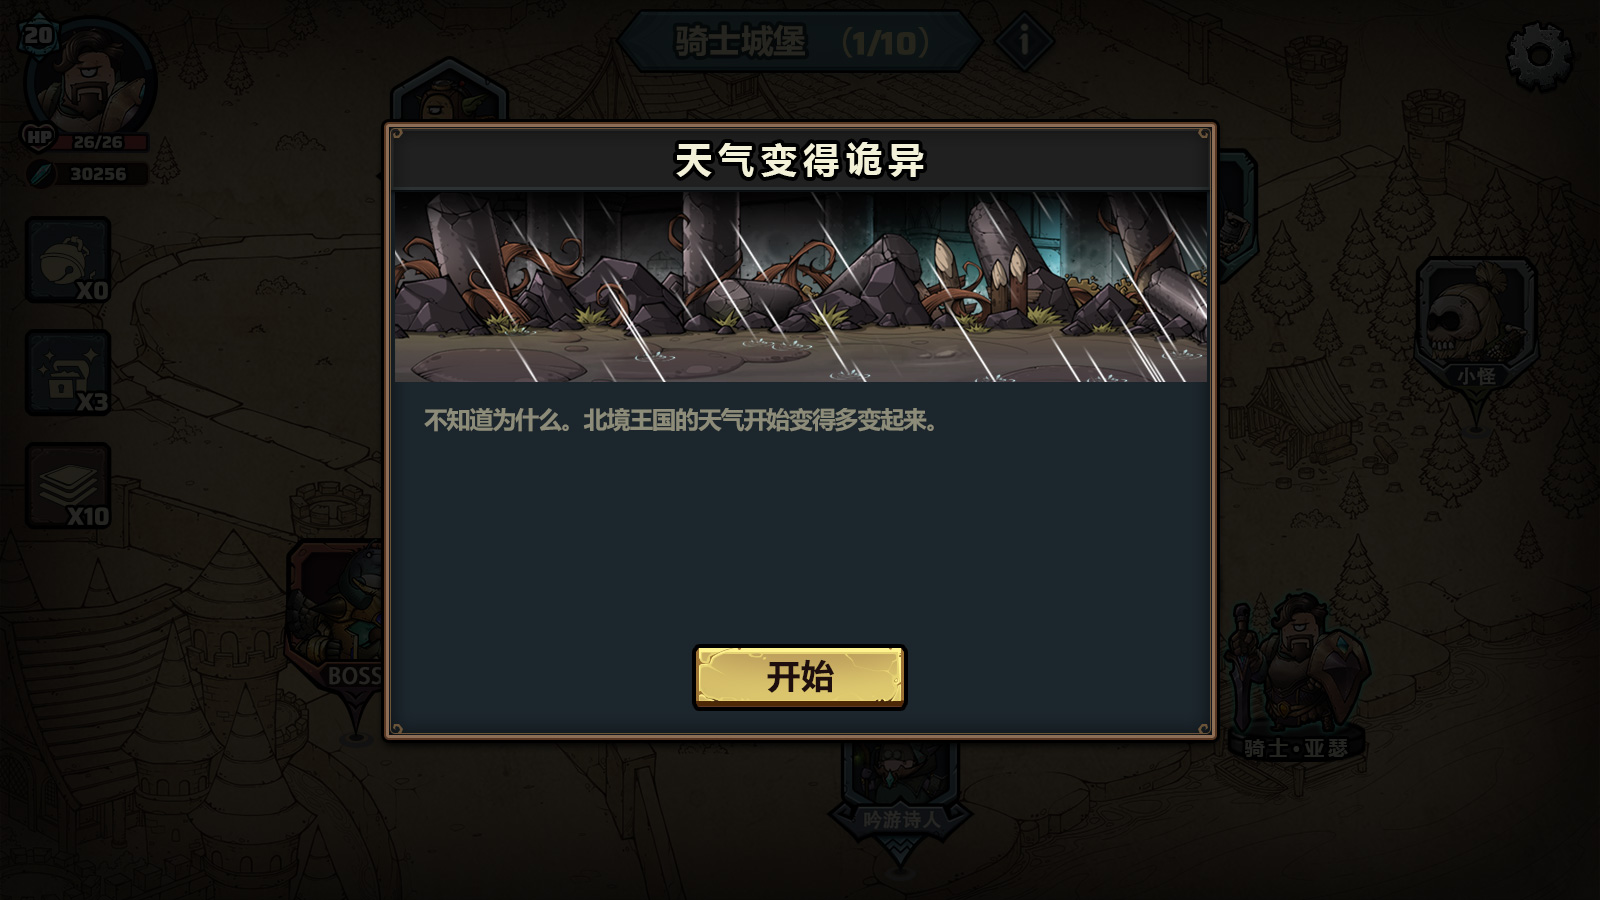 20
骑士城堡 (1/10)
i
HP 26/26
30256
天气变得诡异
X0
不知道为什么。北境王国的天气开始变得多变起来。
X3
小怪
X10
BOSS
开始
骑士·亚瑟
吟游诗人